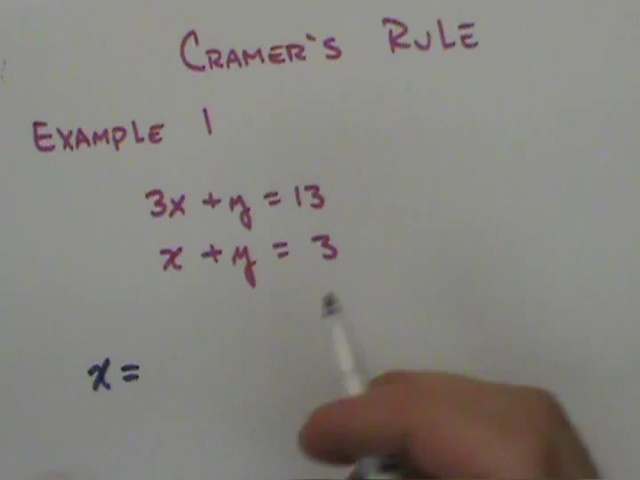 CRAMER'S RULE
EXAMPLE 1
3x + y = 13
x + y = 3
x =